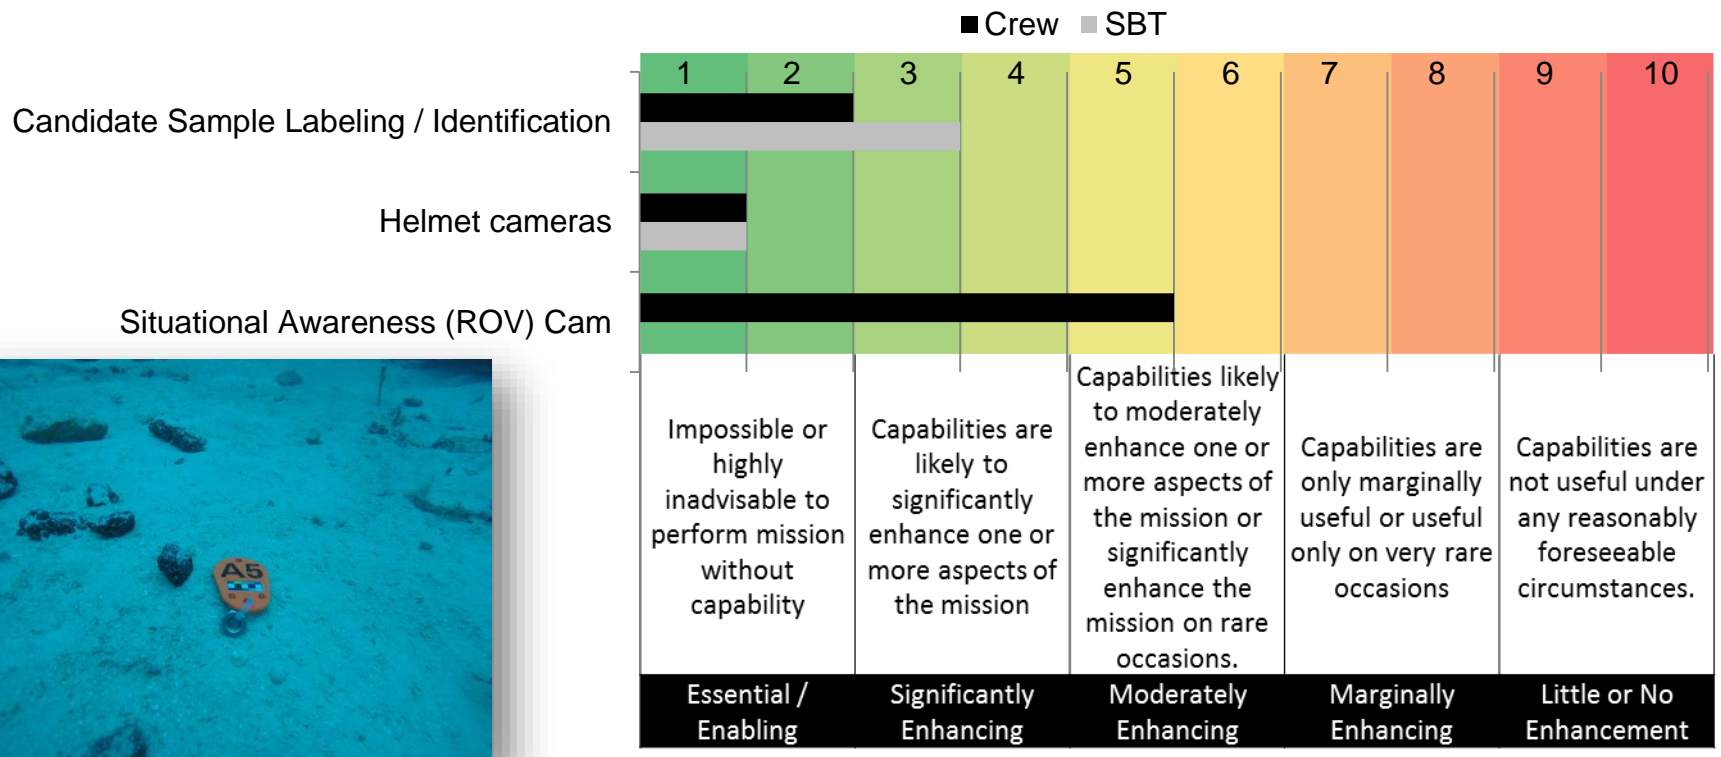 Crew SBT
1 2 3 4 5 6 7 8 9 10
Candidate Sample Labeling / Identification
Helmet cameras
Situational Awareness (ROV) Cam
A5
Impossible or
highly
inadvisable to
perform mission
without
capability
Capabilities are
likely to
significantly
enhance one or
more aspects of
the mission
Capabilities likely
to moderately
enhance one or
more aspects of
the mission or
significantly
enhance the
mission on rare
occasions.
Capabilities are
only marginally
useful or useful
only on very rare
occasions
Capabilities are
not useful under
any reasonably
foreseeable
circumstances.
Essential /
Enabling
Significantly
Enhancing
Moderately
Enhancing
Marginally
Enhancing
Little or No
Enhancement